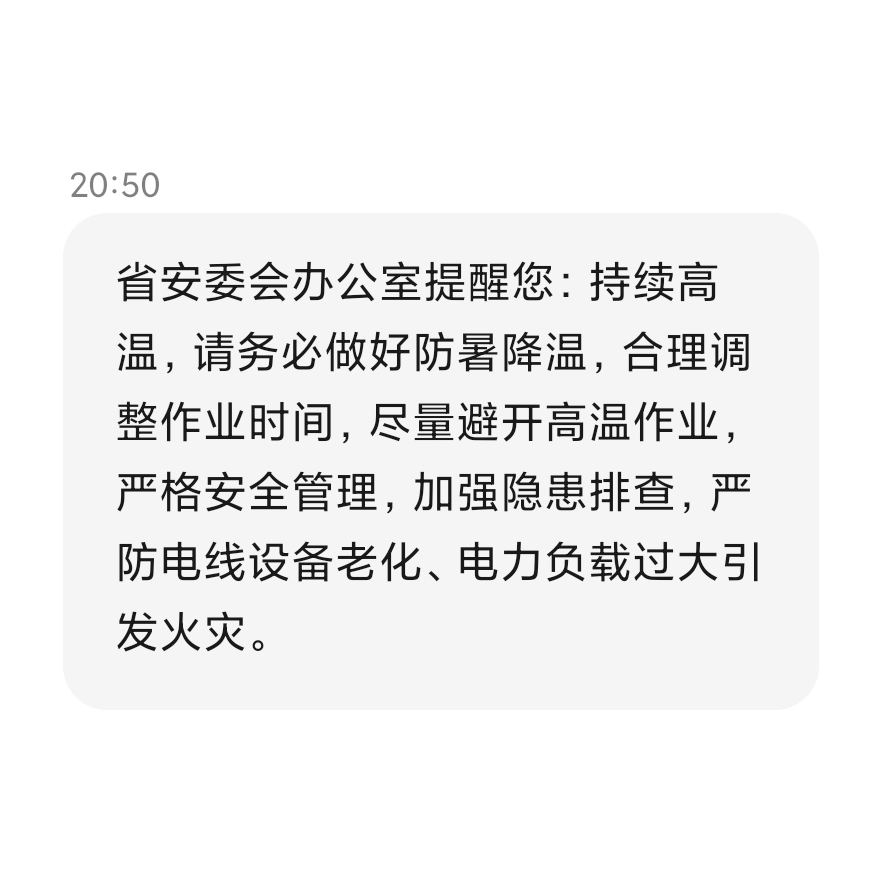 20:50
省安委会办公室提醒您：持续高
温，请务必做好防暑降温，合理调
整作业时间，尽量避开高温作业，
严格安全管理，加强隐患排查，严
防电线设备老化、电力负载过大引
发火灾。